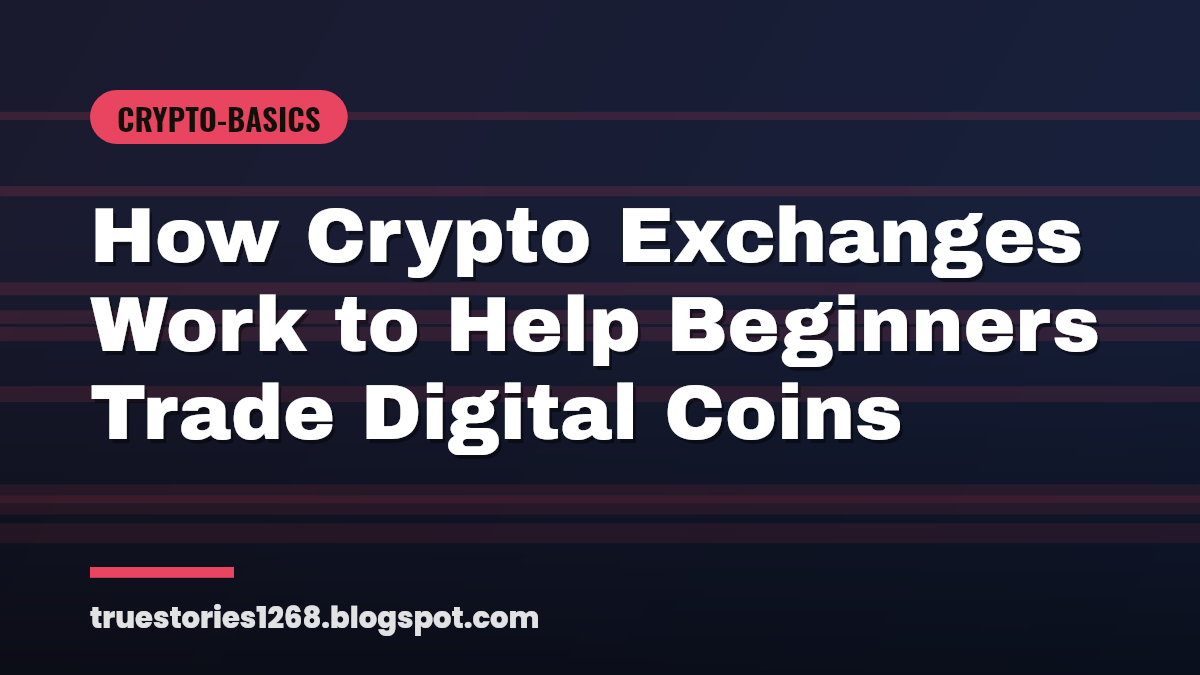 CRYPTO-BASICS
How Crypto Exchanges
Work to Help Beginners
Trade Digital Coins
truestories1268.blogspot.com